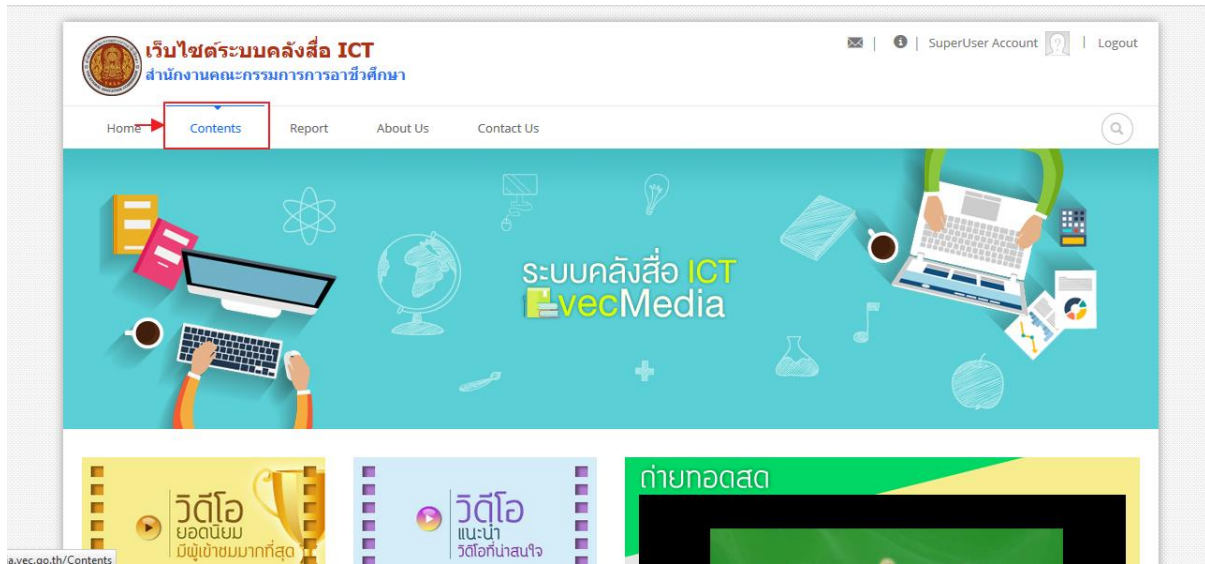 เว็บไซต์ระบบคลังสื่อ ICT
สำนักงานคณะกรรมการการอาชีวศึกษา
| | SuperUser Account | Logout
Home Contents Report About Us Contact Us
ระบบคลังสื่อ ICT
vecMedia
วิดีโอ
ยอดนิยม
มีผู้เข้าชมมากที่สุด
วิดีโอ
แนะนำ
วิดีโอที่น่าสนใจ
ถ่ายทอดสด
a.vec.go.th/Contents